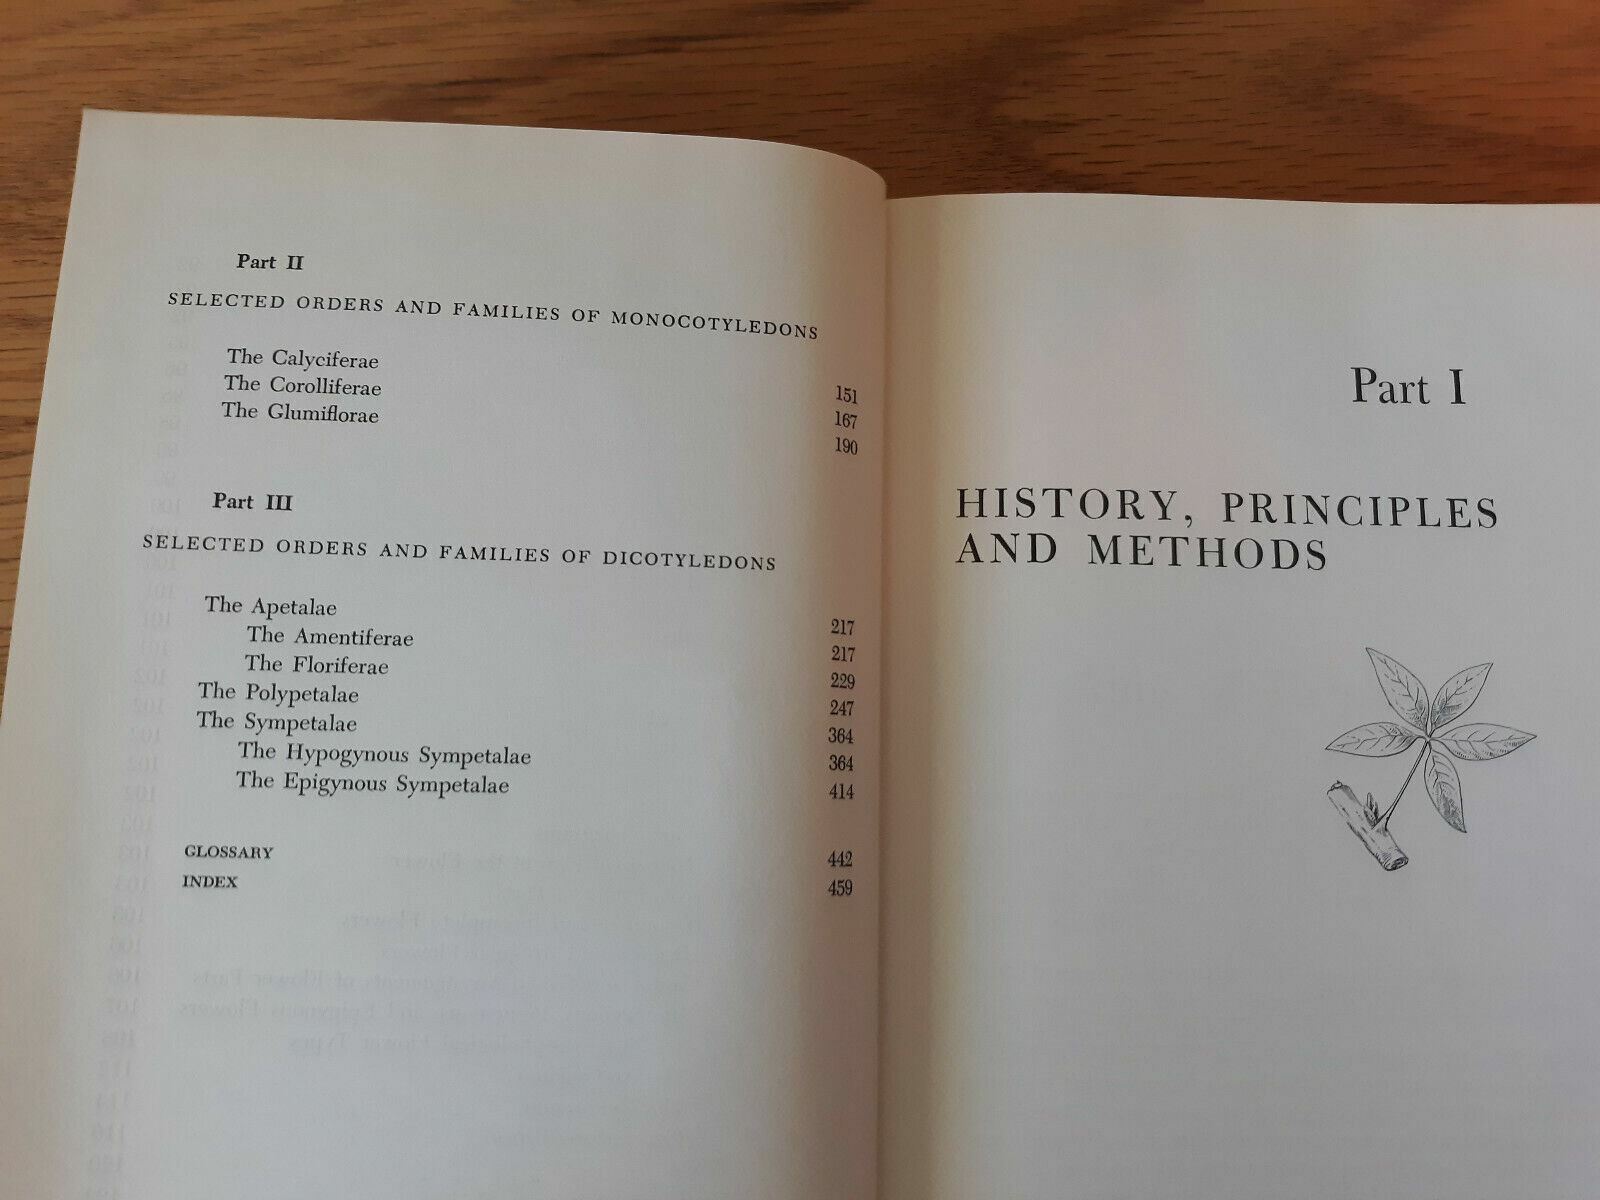 Part II
SELECTED ORDERS AND FAMILIES OF MONOCOTYLEDONS
The Calyciferae 151
The Corolliferae 167
The Glumiflorae 190
Part III
SELECTED ORDERS AND FAMILIES OF DICOTYLEDONS
The Apetalae 217
The Amentiferae 217
The Floriferae 229
The Polypetalae 247
The Sympetalae 364
The Hypogynous Sympetalae 364
The Epigynous Sympetalae 414
GLOSSARY 442
INDEX 459
Part I
HISTORY, PRINCIPLES
AND METHODS